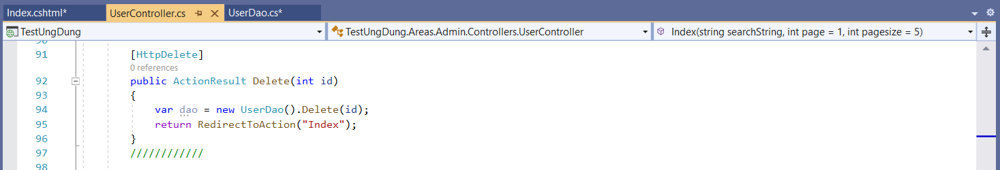 Index.cshtml* UserController.cs UserDao.cs*
TestUngDung TestUngDung.Areas.Admin.Controllers.UserController Index(string searchString, int page = 1, int pagesize = 5)
90
91 [HttpDelete]
0 references
92 public ActionResult Delete(int id)
93 {
94 var dao = new UserDao().Delete(id);
95 return RedirectToAction("Index");
96 }
97 ////////////
98